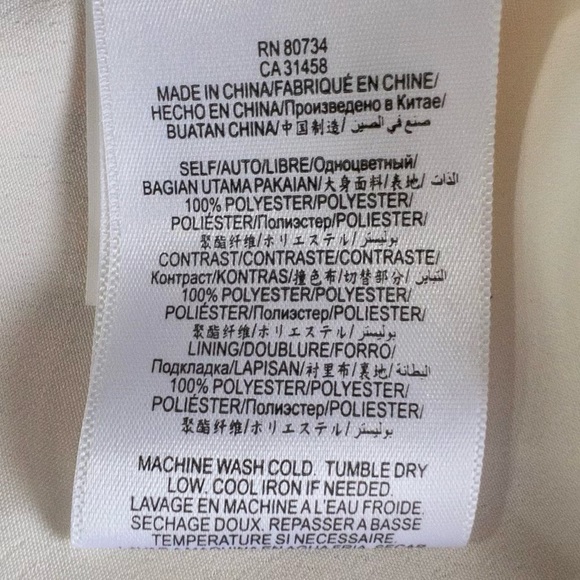 RN 80734
CA 31458
MADE IN CHINA/FABRIQUÉ EN CHINE/
HECHO EN CHINA/Произведено в Китае/
BUATAN CHINA/中国制造/ صنع في الصين
SELF/AUTO/LIBRE/Одноцветный/
BAGIAN UTAMA PAKAIAN/大身面料/表地/ الذات
100% POLYESTER/POLYESTER/
POLIÉSTER/Полиэстер/POLIESTER/
聚酯纤维/ポリエステル/ بوليستر
CONTRAST/CONTRASTE/CONTRASTE/
Контраст/KONTRAS/撞色布/切替部分/ التباين
100% POLYESTER/POLYESTER/
POLIÉSTER/Полиэстер/POLIESTER/
聚酯纤维/ポリエステル/ بوليستر
LINING/DOUBLURE/FORRO/
Подкладка/LAPISAN/衬里布/裏地/ البطانة
100% POLYESTER/POLYESTER/
POLIÉSTER/Полиэстер/POLIESTER/
聚酯纤维/ポリエステル/ بوليستر
MACHINE WASH COLD. TUMBLE DRY
LOW. COOL IRON IF NEEDED.
LAVAGE EN MACHINE A L'EAU FROIDE.
SECHAGE DOUX. REPASSER A BASSE
TEMPERATURE SI NECESSAIRE.